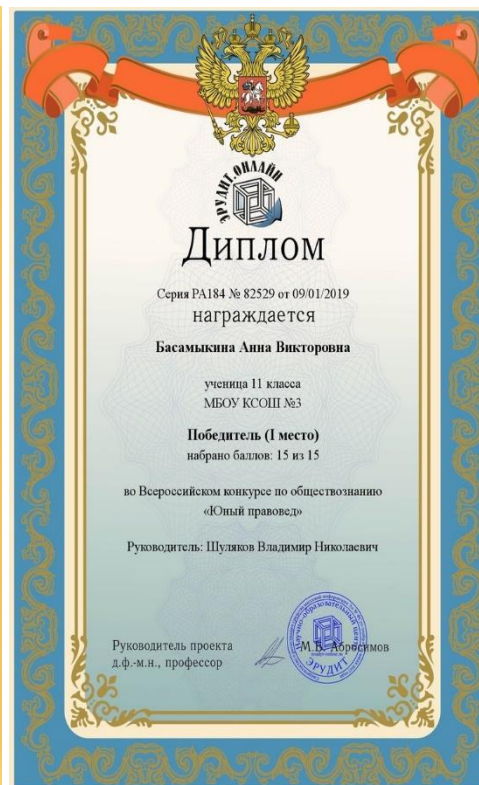 ЭРУДИТ.ОНЛАЙН
Диплом
Серия РА184 № 82529 от 09/01/2019
награждается
Басамыкина Анна Викторовна
ученица 11 класса
МБОУ КСОШ №3
Победитель (I место)
набрано баллов: 15 из 15
во Всероссийском конкурсе по обществознанию
«Юный правовед»
Руководитель: Шуляков Владимир Николаевич
Руководитель проекта
д.ф.-м.н., профессор
М.Б. Абросимов
ЭРУДИТ